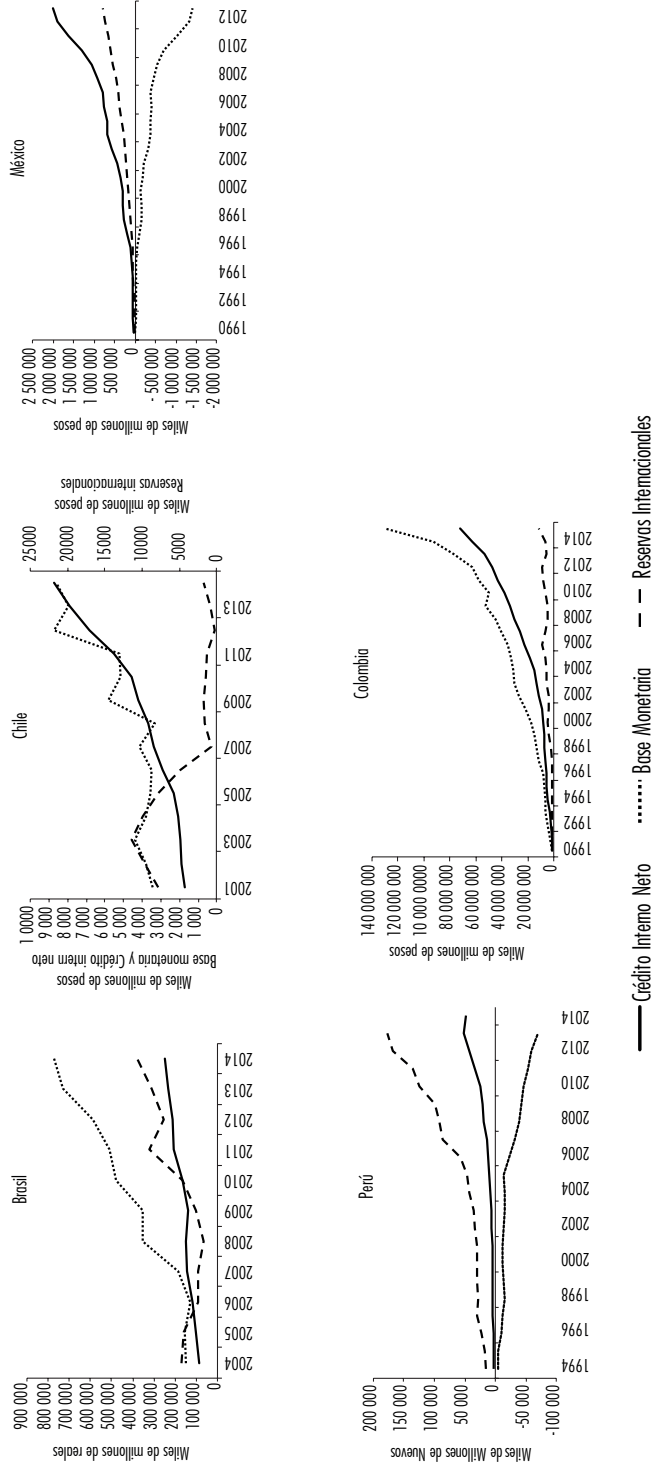 Brasil
Miles de millones de reales
900 000
800 000
700 000
600 000
500 000
400 000
300 000
200 000
100 000
0
2004
2005
2006
2007
2008
2009
2010
2011
2012
2013
2014
Chile
Miles de millones de pesos
Base monetaria y Crédito intern neto
1 0000
9 000
8 000
7 000
6 000
5 000
4 000
3 000
2 000
1 000
0
2001
2003
2005
2007
2009
2011
2013
25000
20000
15000
10000
5000
0
Miles de millones de pesos
Reservas internacionales
México
Miles de millones de pesos
2 500 000
2 000 000
1 500 000
1 000 000
500 000
0
- 500 000
- 1 000 000
-1 500 000
-2 000 000
1990
1992
1994
1996
1998
2000
2002
2004
2006
2008
2010
2012
Perú
Miles de Millones de Nuevos
200 000
150 000
100 000
50 000
0
-50 000
-100 000
1994
1996
1998
2000
2002
2004
2006
2008
2010
2012
2014
Colombia
Miles de millones de pesos
140 000 000
120 000 000
100 000 000
80 000 000
60 000 000
40 000 000
20 000 000
0
1990
1992
1994
1996
1998
2000
2002
2004
2006
2008
2010
2012
2014
Crédito Interno Neto
Base Monetaria
Reservas Internacionales